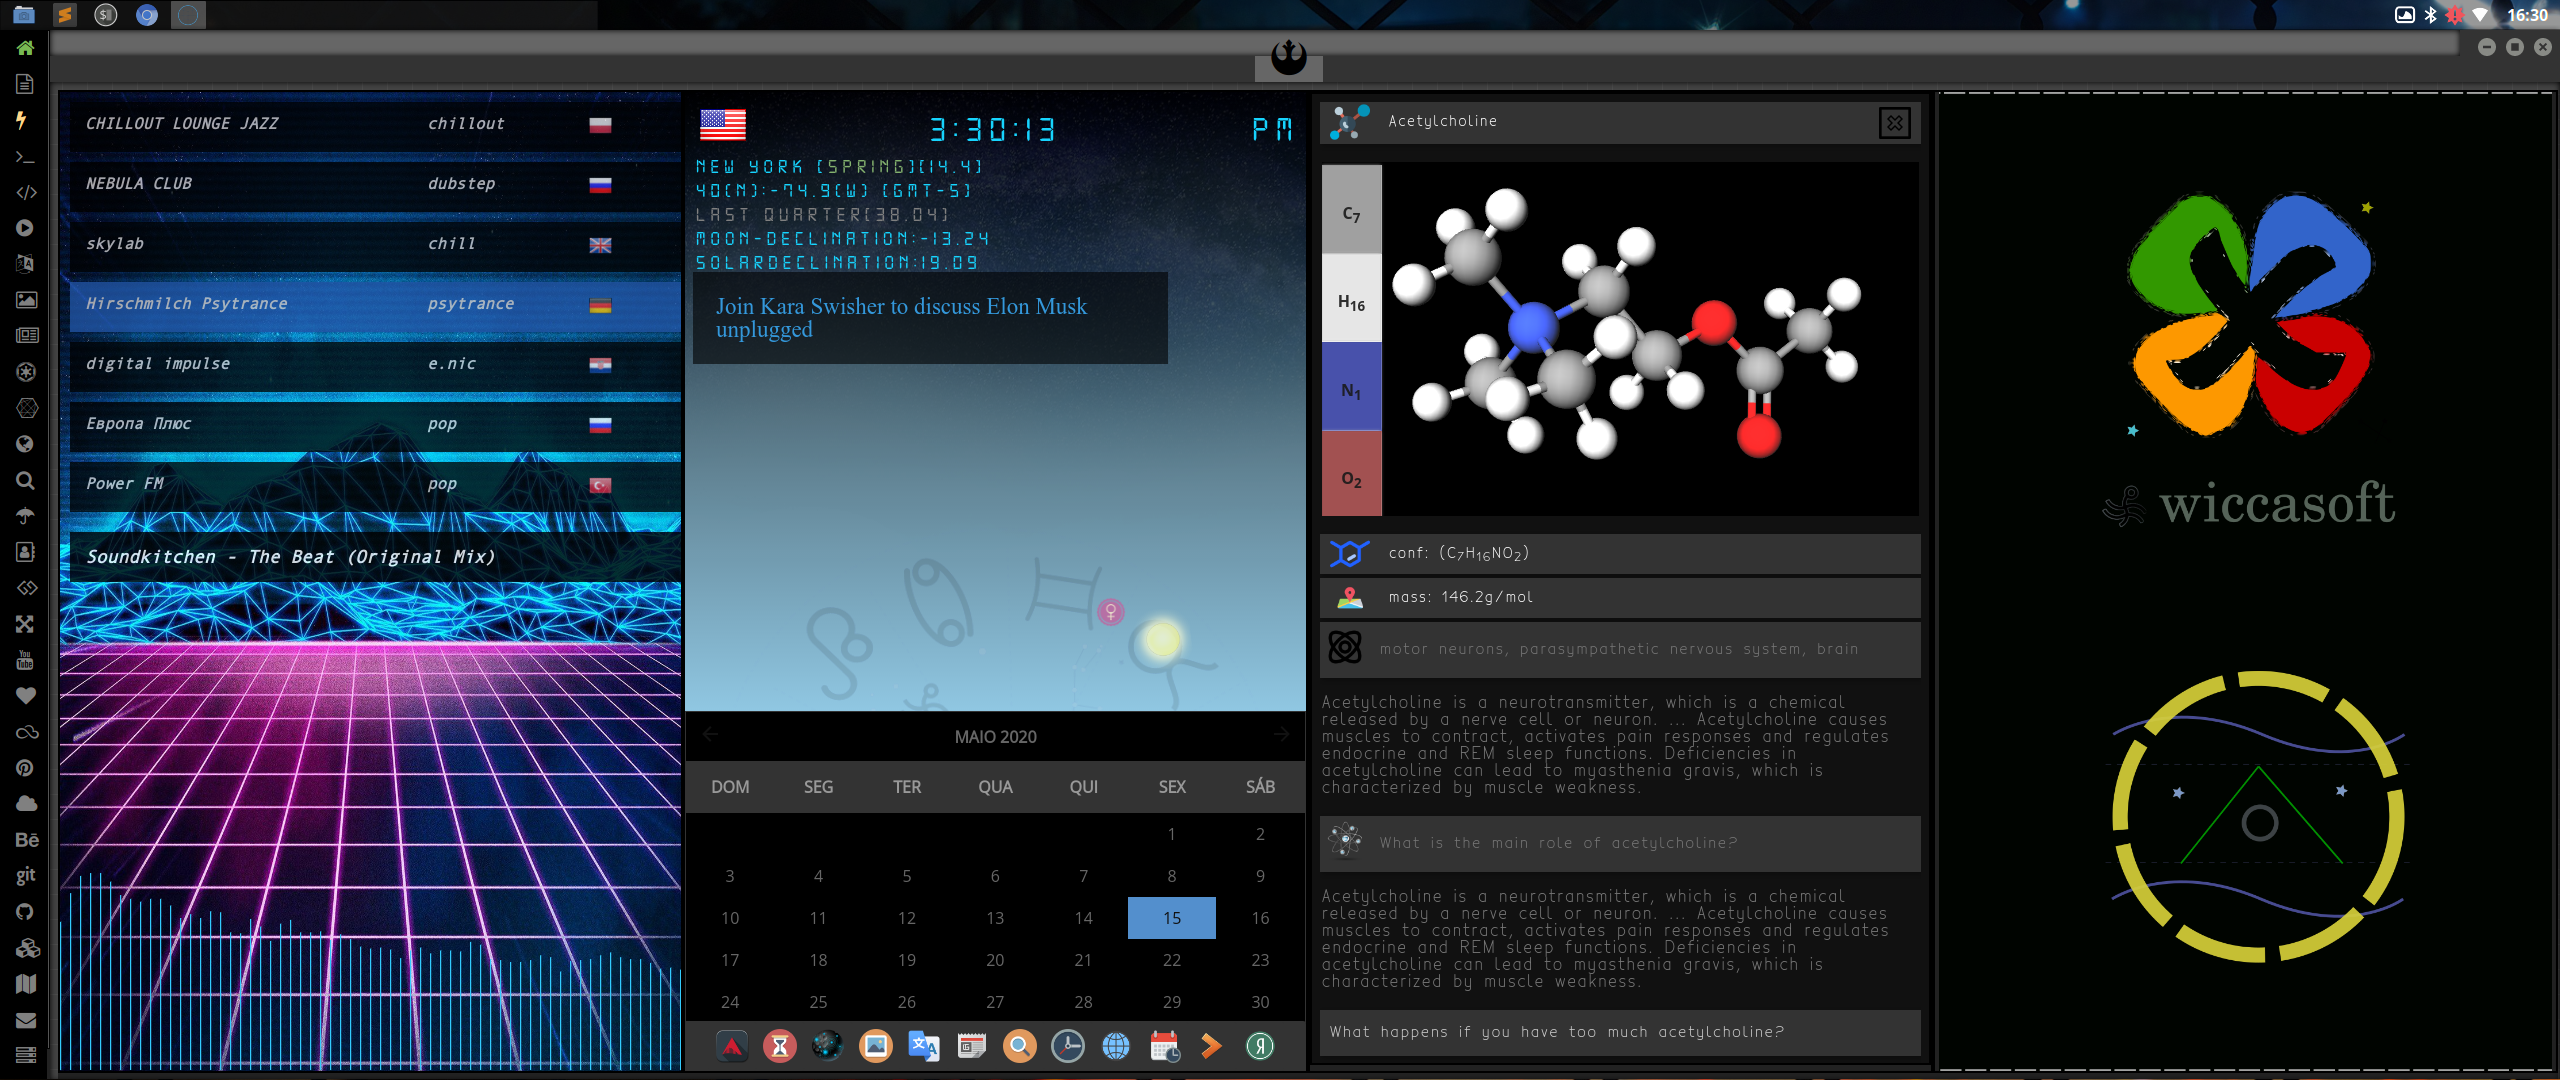 16:30
CHILLOUT LOUNGE JAZZ chillout
NEBULA CLUB dubstep
skylab chill
Hirschmilch Psytrance psytrance
digital impulse e.nic
Европа Плюс pop
Power FM pop
Soundkitchen - The Beat (Original Mix)
You
Tube
Bē
git
3:30:13 PM
NEW YORK [SPRING][14.4]
40(N):-74.9(W) [GMT-5]
LAST QUARTER[38.04]
MOON-DECLINATION:-13.24
SOLARDECLINATION:19.09
Join Kara Swisher to discuss Elon Musk
unplugged
MAIO 2020
DOM SEG TER QUA QUI SEX SÁB
1 2
3 4 5 6 7 8 9
10 11 12 13 14 15 16
17 18 19 20 21 22 23
24 25 26 27 28 29 30
Acetylcholine
C7
H16
N1
O2
conf: (C7H16NO2)
mass: 146.2g/mol
motor neurons, parasympathetic nervous system, brain
Acetylcholine is a neurotransmitter, which is a chemical
released by a nerve cell or neuron. ... Acetylcholine causes
muscles to contract, activates pain responses and regulates
endocrine and REM sleep functions. Deficiencies in
acetylcholine can lead to myasthenia gravis, which is
characterized by muscle weakness.
What is the main role of acetylcholine?
Acetylcholine is a neurotransmitter, which is a chemical
released by a nerve cell or neuron. ... Acetylcholine causes
muscles to contract, activates pain responses and regulates
endocrine and REM sleep functions. Deficiencies in
acetylcholine can lead to myasthenia gravis, which is
characterized by muscle weakness.
What happens if you have too much acetylcholine?
wiccasoft